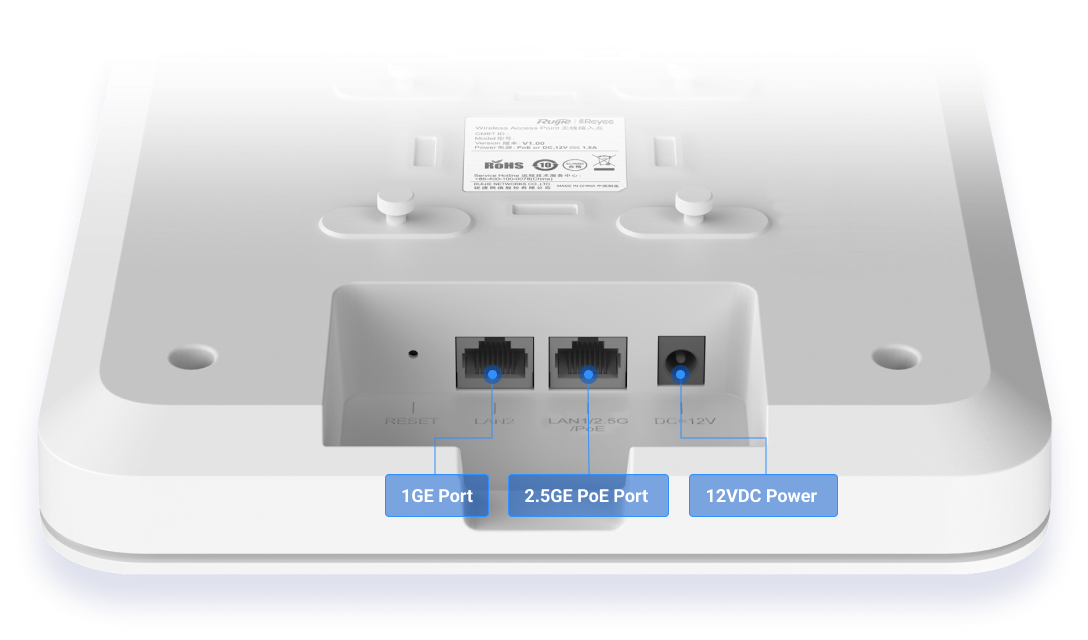 Ruijie Reyee
Wireless Access Point 无线接入点
CMIIT ID:
Model 型号:
Version 版本: V1.00
Power 电源: PoE or DC,12V 1.5A
RoHS 10
Service Hotline 远程技术服务中心:
+86-400-100-0078(China)
RUIJIE NETWORKS CO.,LTD MADE IN CHINA 中国制造
锐捷网络股份有限公司
RESET LAN2 LAN1/2.5G DC 12V
/PoE
1GE Port 2.5GE PoE Port 12VDC Power